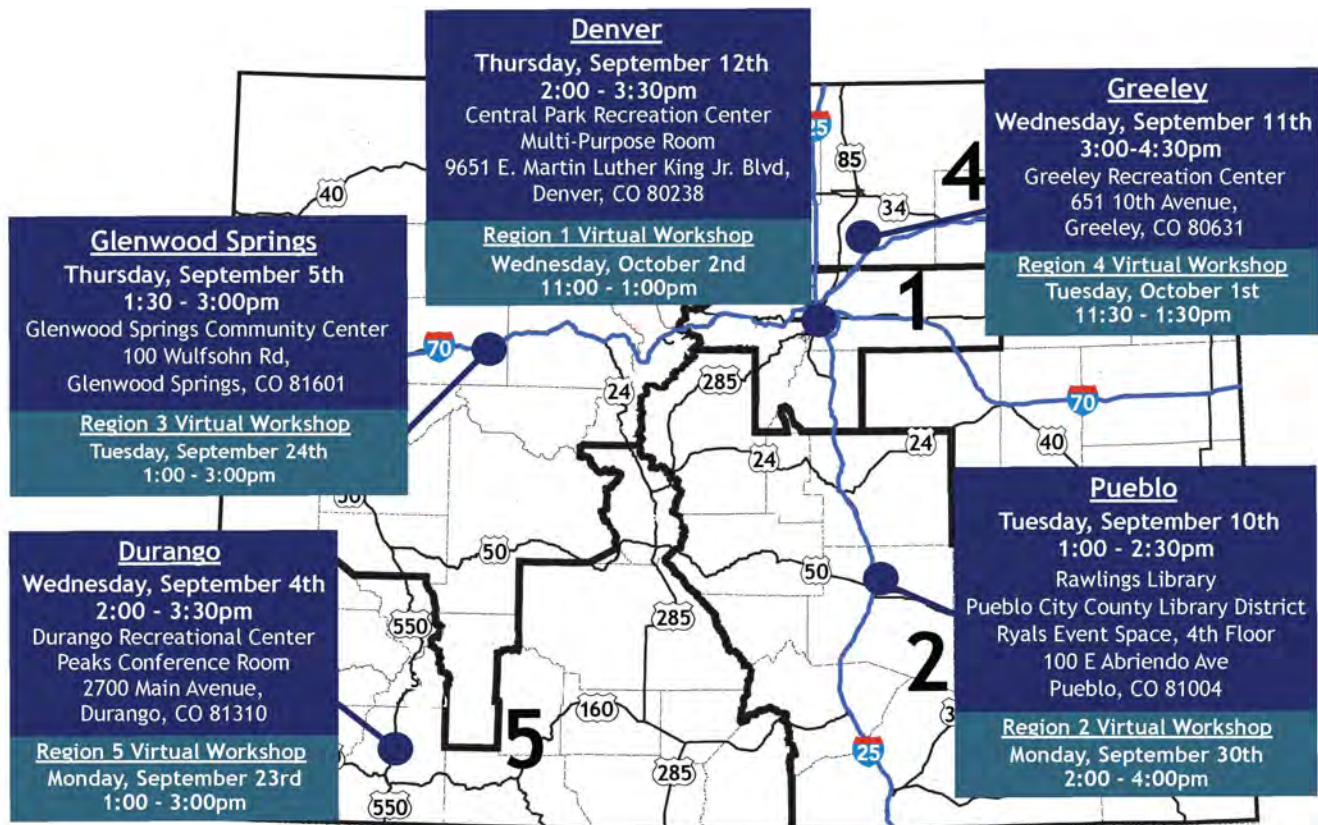 Denver
Thursday, September 12th
2:00 - 3:30pm
Central Park Recreation Center
Multi-Purpose Room
9651 E. Martin Luther King Jr. Blvd,
Denver, CO 80238
Region 1 Virtual Workshop
Wednesday, October 2nd
11:00 - 1:00pm
Greeley
Wednesday, September 11th
3:00-4:30pm
Greeley Recreation Center
651 10th Avenue,
Greeley, CO 80631
Region 4 Virtual Workshop
Tuesday, October 1st
11:30 - 1:30pm
Glenwood Springs
Thursday, September 5th
1:30 - 3:00pm
Glenwood Springs Community Center
100 Wulfsohn Rd,
Glenwood Springs, CO 81601
Region 3 Virtual Workshop
Tuesday, September 24th
1:00 - 3:00pm
Durango
Wednesday, September 4th
2:00 - 3:30pm
Durango Recreational Center
Peaks Conference Room
2700 Main Avenue,
Durango, CO 81310
Region 5 Virtual Workshop
Monday, September 23rd
1:00 - 3:00pm
Pueblo
Tuesday, September 10th
1:00 - 2:30pm
Rawlings Library
Pueblo City County Library District
Ryals Event Space, 4th Floor
100 E Abriendo Ave
Pueblo, CO 81004
Region 2 Virtual Workshop
Monday, September 30th
2:00 - 4:00pm
40
25
85
4
34
1
70
24
285
70
24
24
40
50
50
50
550
285
2
5
160
25
285
550